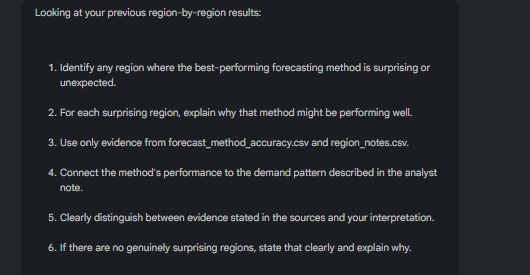 Looking at your previous region-by-region results:
1. Identify any region where the best-performing forecasting method is surprising or
unexpected.
2. For each surprising region, explain why that method might be performing well.
3. Use only evidence from forecast_method_accuracy.csv and region_notes.csv.
4. Connect the method's performance to the demand pattern described in the analyst
note.
5. Clearly distinguish between evidence stated in the sources and your interpretation.
6. If there are no genuinely surprising regions, state that clearly and explain why.